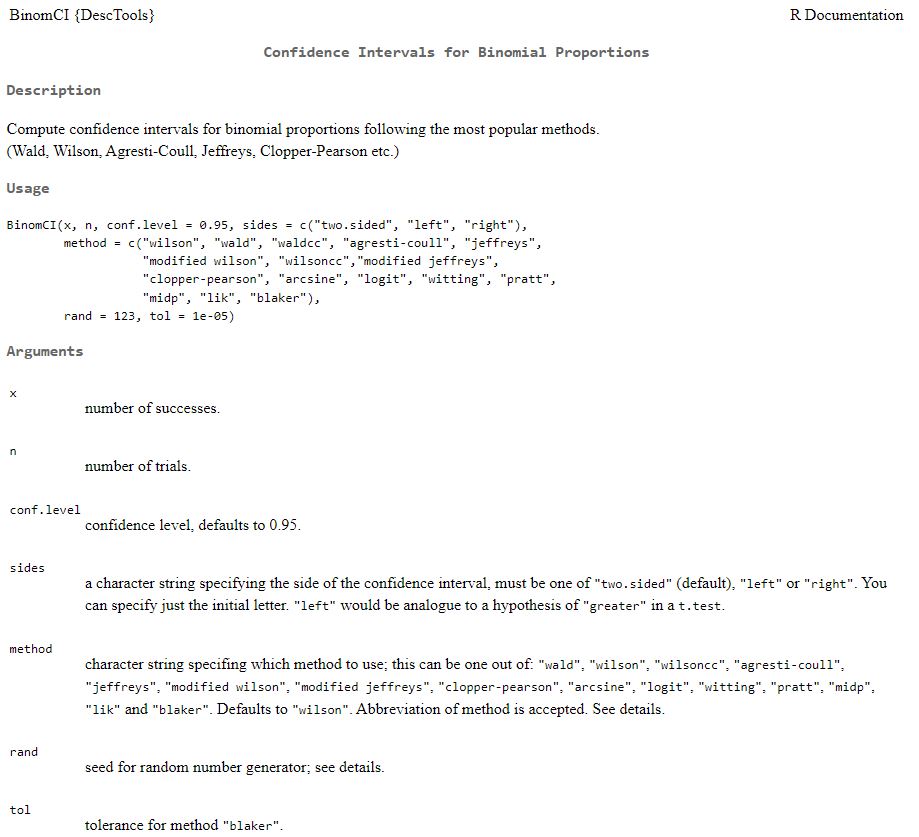 BinomCI {DescTools} R Documentation
Confidence Intervals for Binomial Proportions
Description
Compute confidence intervals for binomial proportions following the most popular methods.
(Wald, Wilson, Agresti-Coull, Jeffreys, Clopper-Pearson etc.)
Usage
BinomCI(x, n, conf.level = 0.95, sides = c("two.sided", "left", "right"),
method = c("wilson", "wald", "waldcc", "agresti-coull", "jeffreys",
"modified wilson", "wilsoncc","modified jeffreys",
"clopper-pearson", "arcsine", "logit", "witting", "pratt",
"midp", "lik", "blaker"),
rand = 123, tol = 1e-05)
Arguments
x
number of successes.
n
number of trials.
conf.level
confidence level, defaults to 0.95.
sides
a character string specifying the side of the confidence interval, must be one of "two.sided" (default), "left" or "right". You
can specify just the initial letter. "left" would be analogue to a hypothesis of "greater" in a t.test.
method
character string specifing which method to use; this can be one out of: "wald", "wilson", "wilsoncc", "agresti-coull",
"jeffreys", "modified wilson", "modified jeffreys", "clopper-pearson", "arcsine", "logit", "witting", "pratt", "midp",
"lik" and "blaker". Defaults to "wilson". Abbreviation of method is accepted. See details.
rand
seed for random number generator; see details.
tol
tolerance for method "blaker".